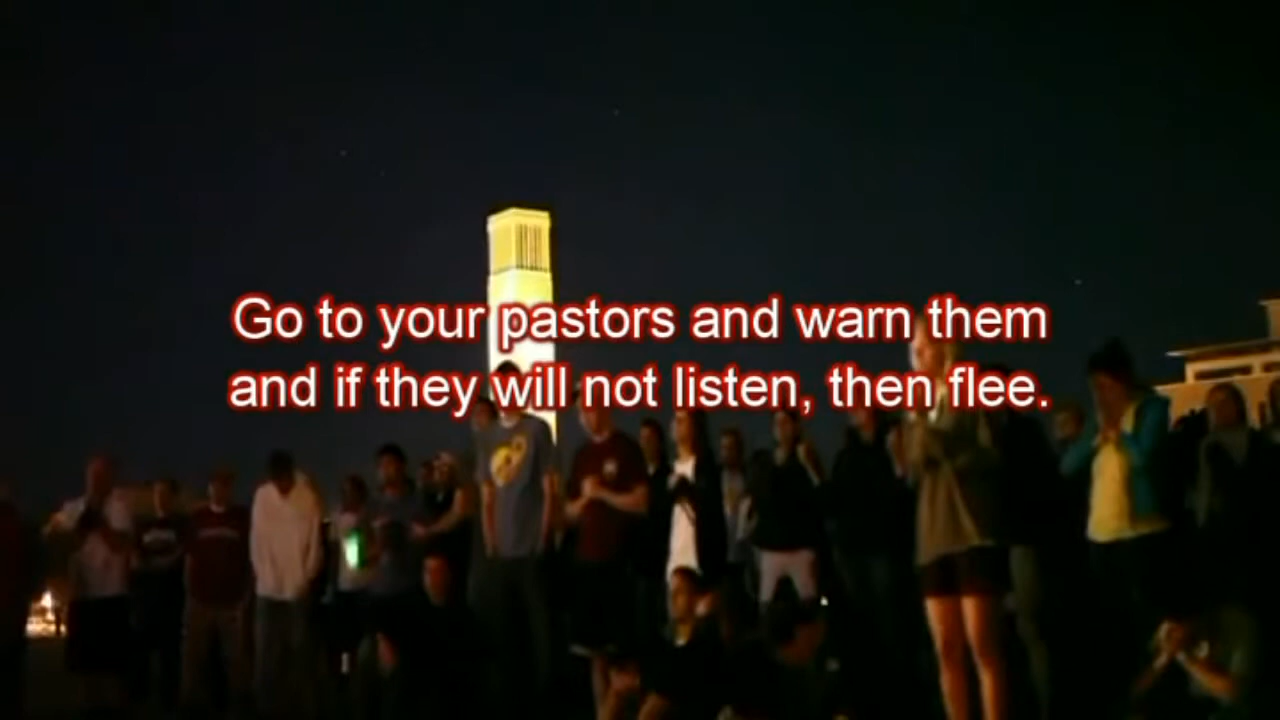 Go to your pastors and warn them
and if they will not listen, then flee.